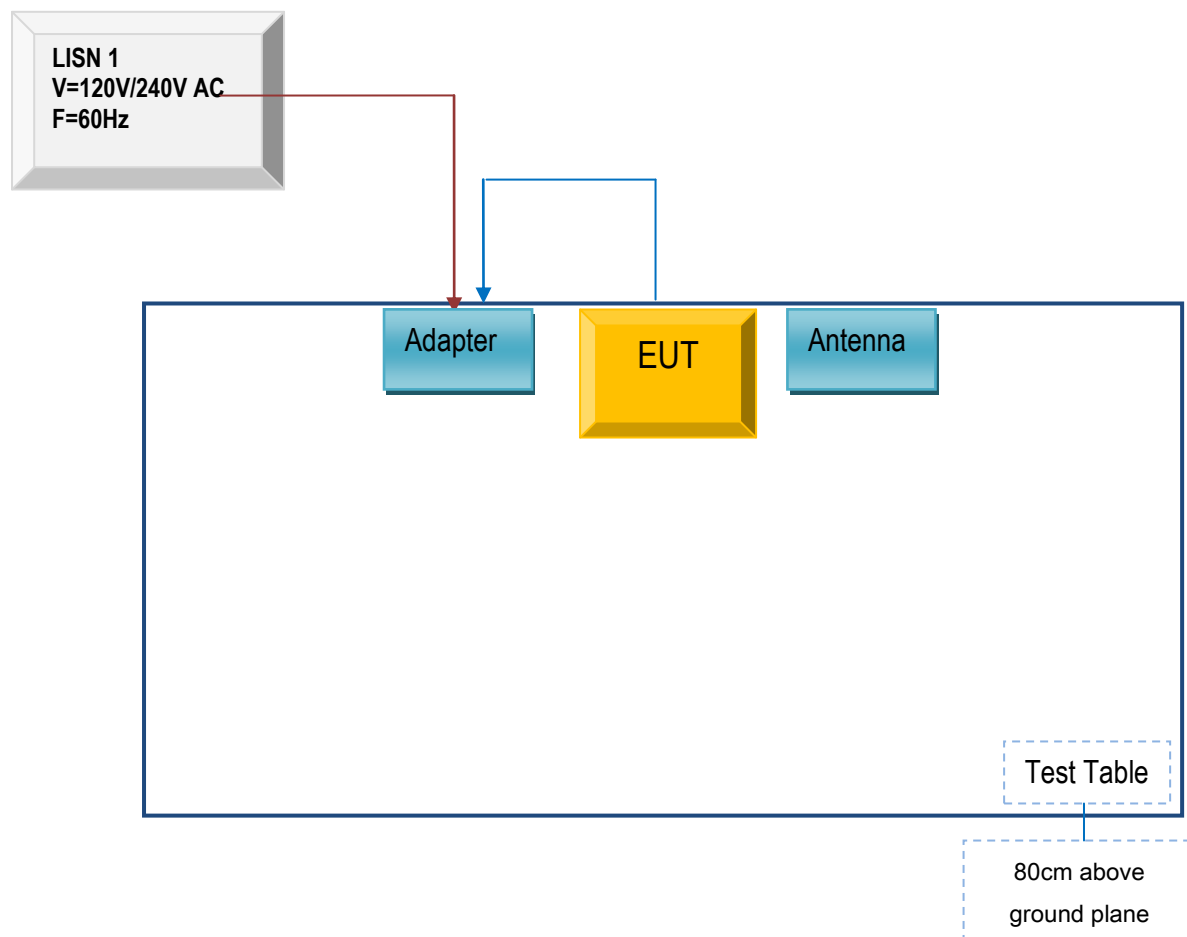 LISN 1
V=120V/240V AC
F=60Hz
Adapter
EUT
Antenna
Test Table
80cm above
ground plane